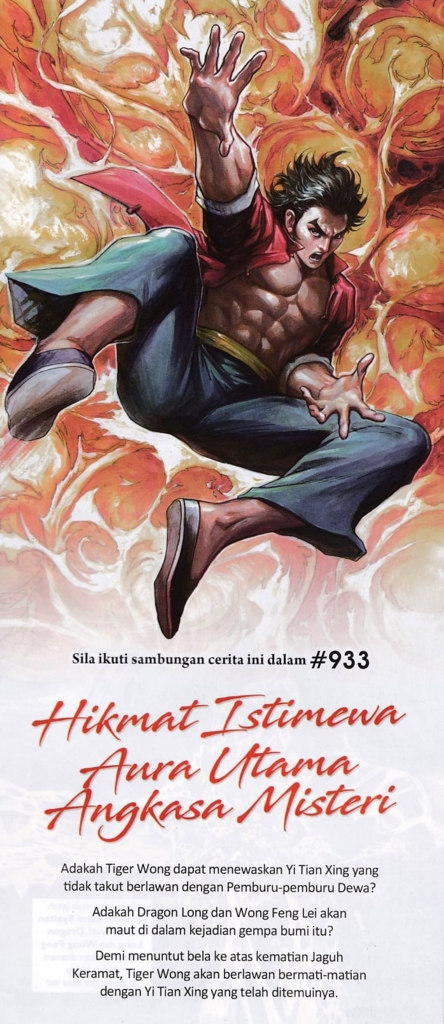 Sila ikuti sambungan cerita ini dalam #933
Hikmat Istimewa
Aura Utama
Angkasa Misteri
Adakah Tiger Wong dapat menewaskan Yi Tian Xing yang
tidak takut berlawan dengan Pemburu-pemburu Dewa?
Adakah Dragon Long dan Wong Feng Lei akan
maut di dalam kejadian gempa bumi itu?
Demi menuntut bela ke atas kematian Jaguh
Keramat, Tiger Wong akan berlawan bermati-matian
dengan Yi Tian Xing yang telah ditemuinya.